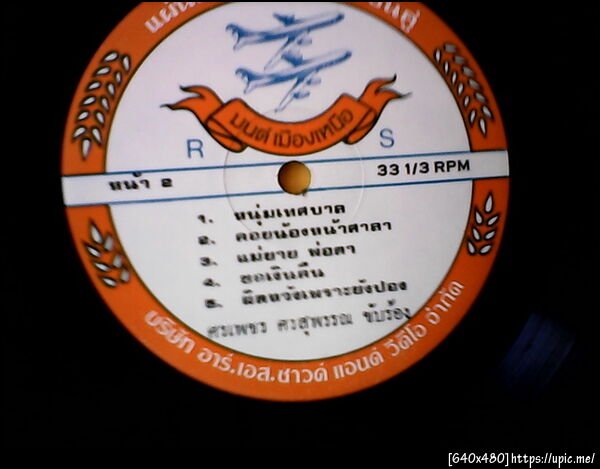 แผ่น
มนต์เมืองเหนือ
R S
หน้า ๒ 33 1/3 RPM
๑. หนุ่มเทศบาล
๒. คอยน้องหน้าศาลา
๓. แม่ยาย พ่อตา
๔. ขอเงินคืน
๕. ผิดหวังเพราะยังปอง
ศรเพชร ศรสุพรรณ ขับร้อง
บริษัท อาร์.เอส.ซาวด์ แอนด์ วีดีโอ จำกัด
[640x480]https://upic.me/